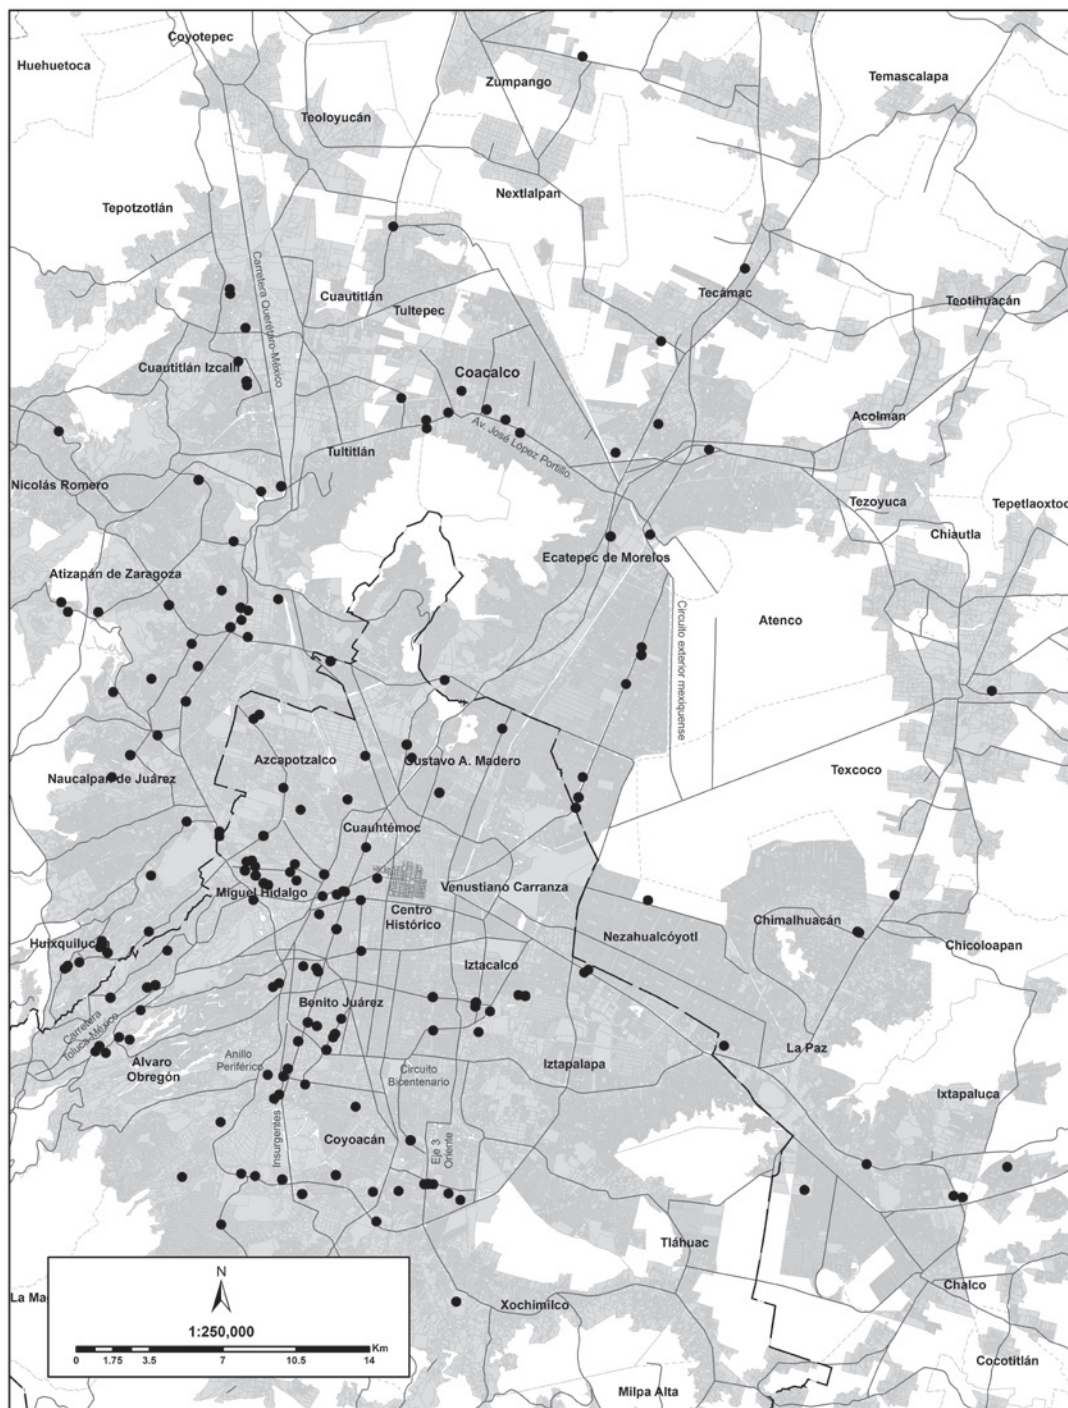 Coyotepec
Huehuetoca
Zumpango
Temascalapa
Teoloyucán
Nextlalpan
Tepotzotlán
Carretera Querétaro-México
Cuautitlán
Tultepec
Tecámac
Teotihuacán
Cuautitlán Izcalli
Coacalco
Av. José López Portillo
Acolman
Tultitlán
Nicolás Romero
Tezoyuca
Tepetlaoxtoc
Chiautla
Ecatepec de Morelos
Atizapán de Zaragoza
Circuito exterior mexiquense
Atenco
Azcapotzalco
Gustavo A. Madero
Naucalpan de Juárez
Texcoco
Cuauhtémoc
Miguel Hidalgo
Venustiano Carranza
Centro
Histórico
Chimalhuacán
Nezahualcóyotl
Chicoloapan
Huixquilucan
Iztacalco
Benito Juárez
Carretera
Toluca-México
La Paz
Alvaro
Obregón
Anillo
Periférico
Circuito
Bicentenario
Iztapalapa
Ixtapaluca
Insurgentes
Coyoacán
Eje 3
Oriente
Tláhuac
La Ma
Chalco
Xochimilco
Cocotitlán
Milpa Alta
N
1:250,000
Km
0 1.75 3.5 7 10.5 14